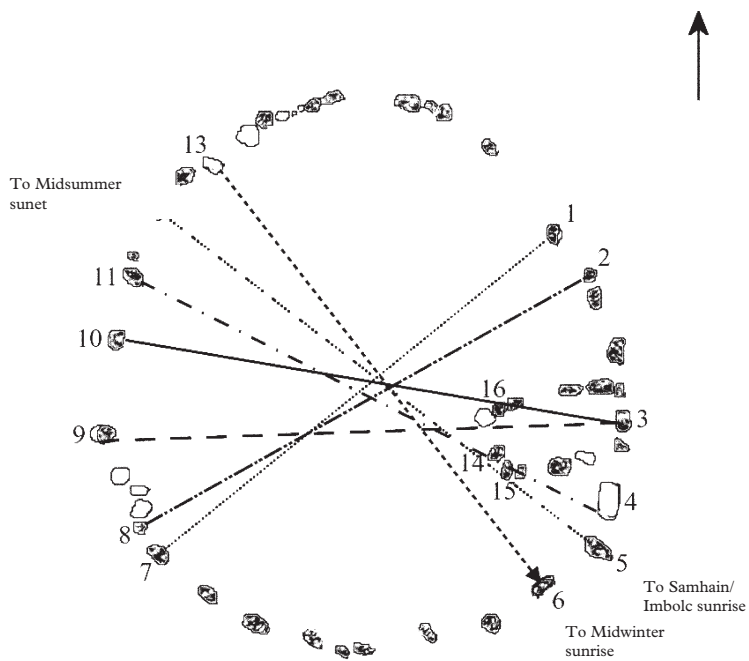 13
To Midsummer
sunet
1
2
11
10
16
3
9
14
15
4
8
7
5
6
To Samhain/
Imbolc sunrise
To Midwinter
sunrise